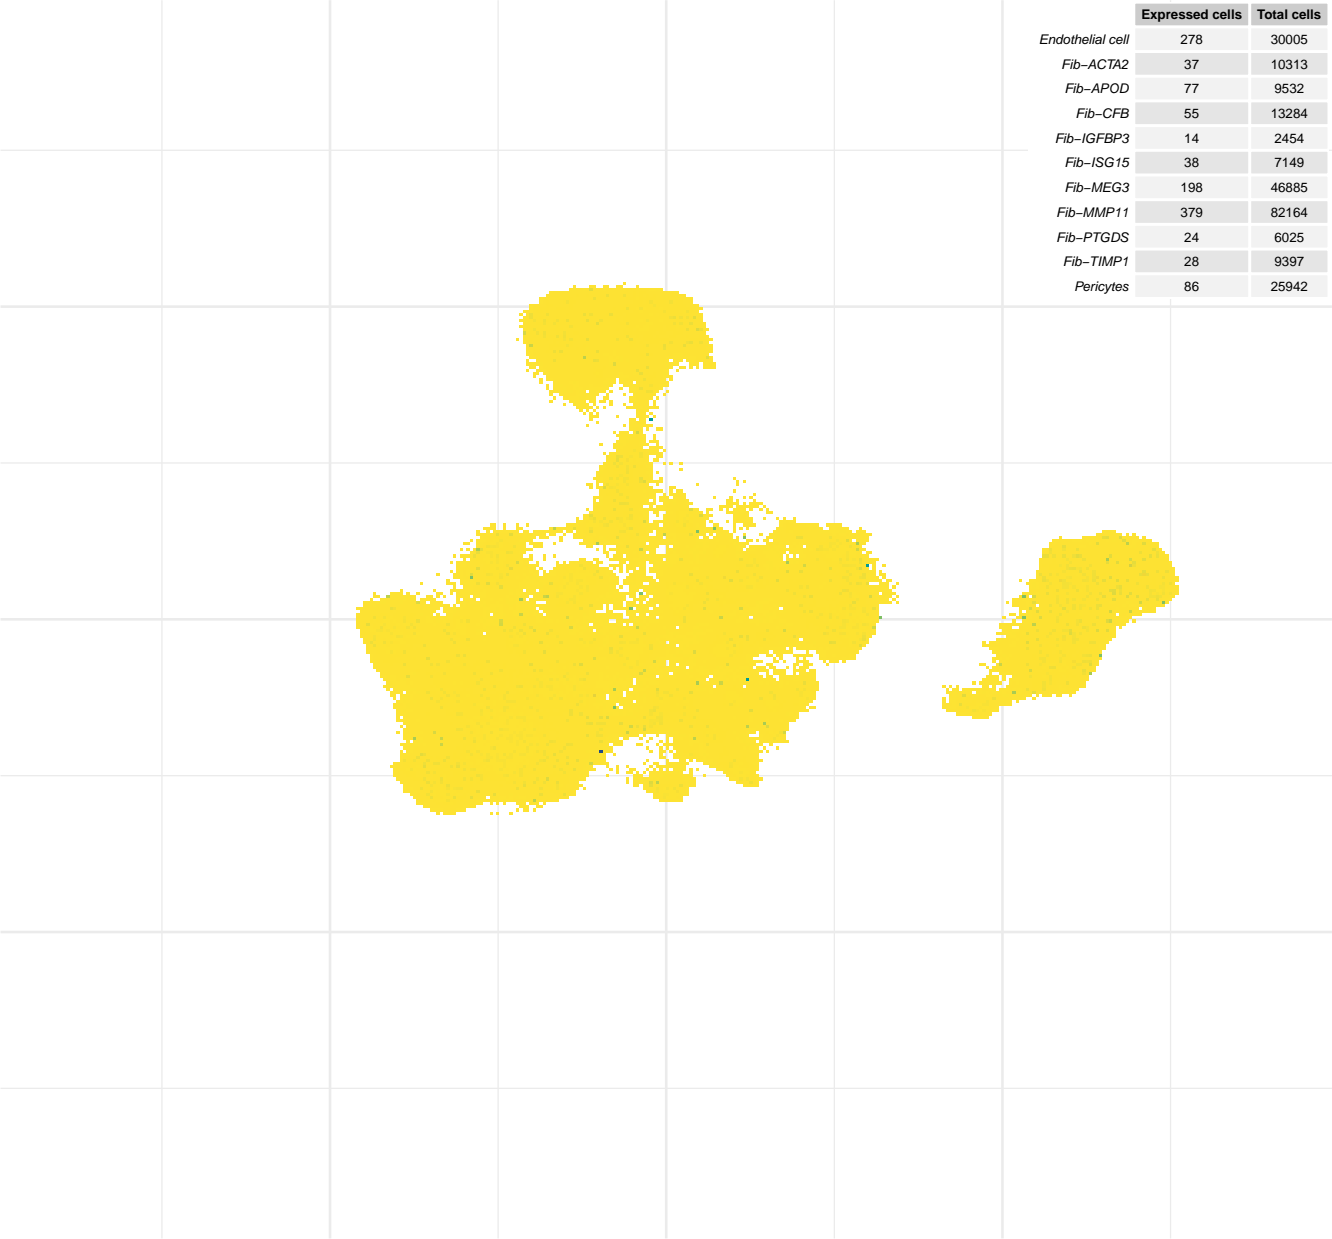 Expressed cells Total cells
Endothelial cell 278 30005
Fib−ACTA2 37 10313
Fib−APOD 77 9532
Fib−CFB 55 13284
Fib−IGFBP3 14 2454
Fib−ISG15 38 7149
Fib−MEG3 198 46885
Fib−MMP11 379 82164
Fib−PTGDS 24 6025
Fib−TIMP1 28 9397
Pericytes 86 25942